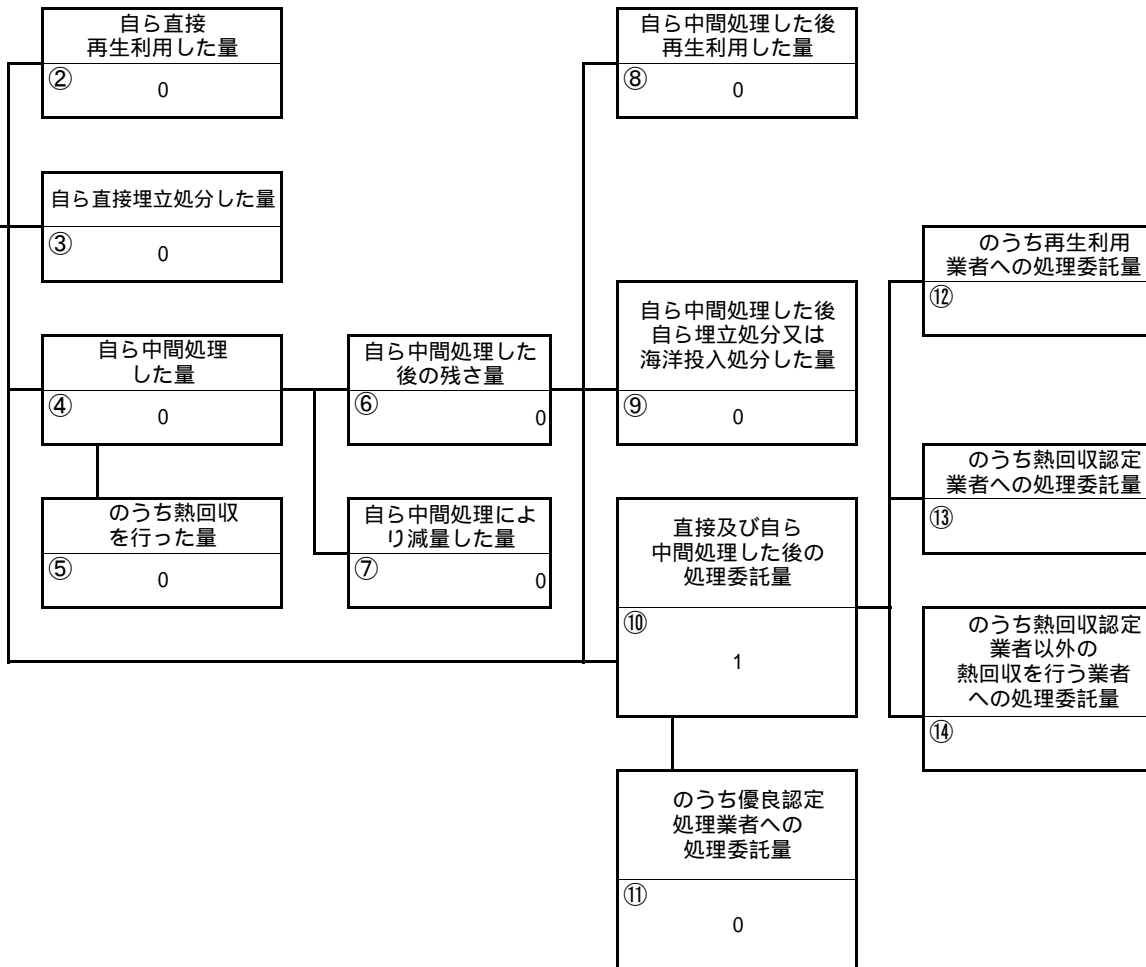 自ら直接
再生利用した量
②
0
自ら直接埋立処分した量
③
0
自ら中間処理
した量
④
0
のうち熱回収
を行った量
⑤
0
自ら中間処理した
後の残さ量
⑥
0
自ら中間処理によ
り減量した量
⑦
0
自ら中間処理した後
再生利用した量
⑧
0
自ら中間処理した後
自ら埋立処分又は
海洋投入処分した量
⑨
0
直接及び自ら
中間処理した後の
処理委託量
⑩
1
のうち優良認定
処理業者への
処理委託量
⑪
0
のうち再生利用
業者への処理委託量
⑫
のうち熱回収認定
業者への処理委託量
⑬
のうち熱回収認定
業者以外の
熱回収を行う業者
への処理委託量
⑭